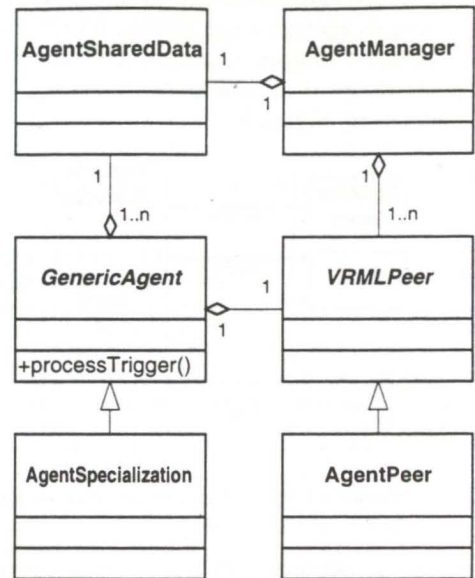 AgentSharedData
AgentManager
1
1
1
1
1..n
1..n
GenericAgent
VRMLPeer
1
1
+processTrigger()
AgentSpecialization
AgentPeer